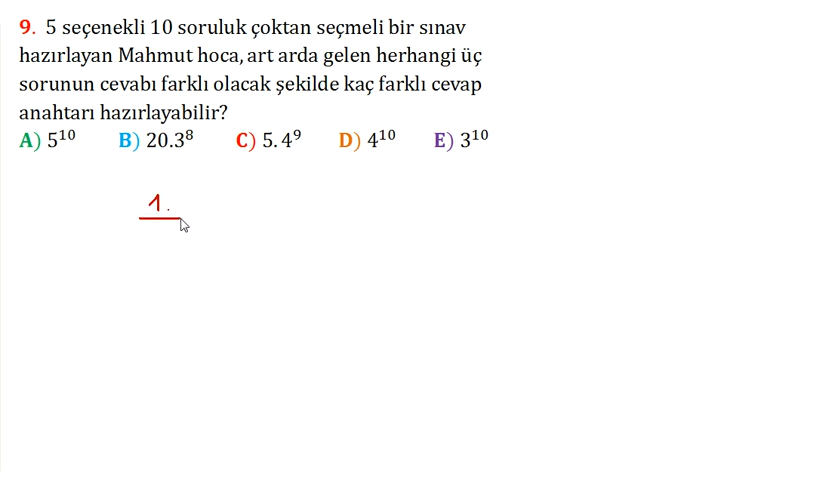 9. 5 seçenekli 10 soruluk çoktan seçmeli bir sınav
hazırlayan Mahmut hoca, art arda gelen herhangi üç
sorunun cevabı farklı olacak şekilde kaç farklı cevap
anahtarı hazırlayabilir?
A) 5¹⁰ B) 20.3⁸ C) 5.4⁹ D) 4¹⁰ E) 3¹⁰
1.